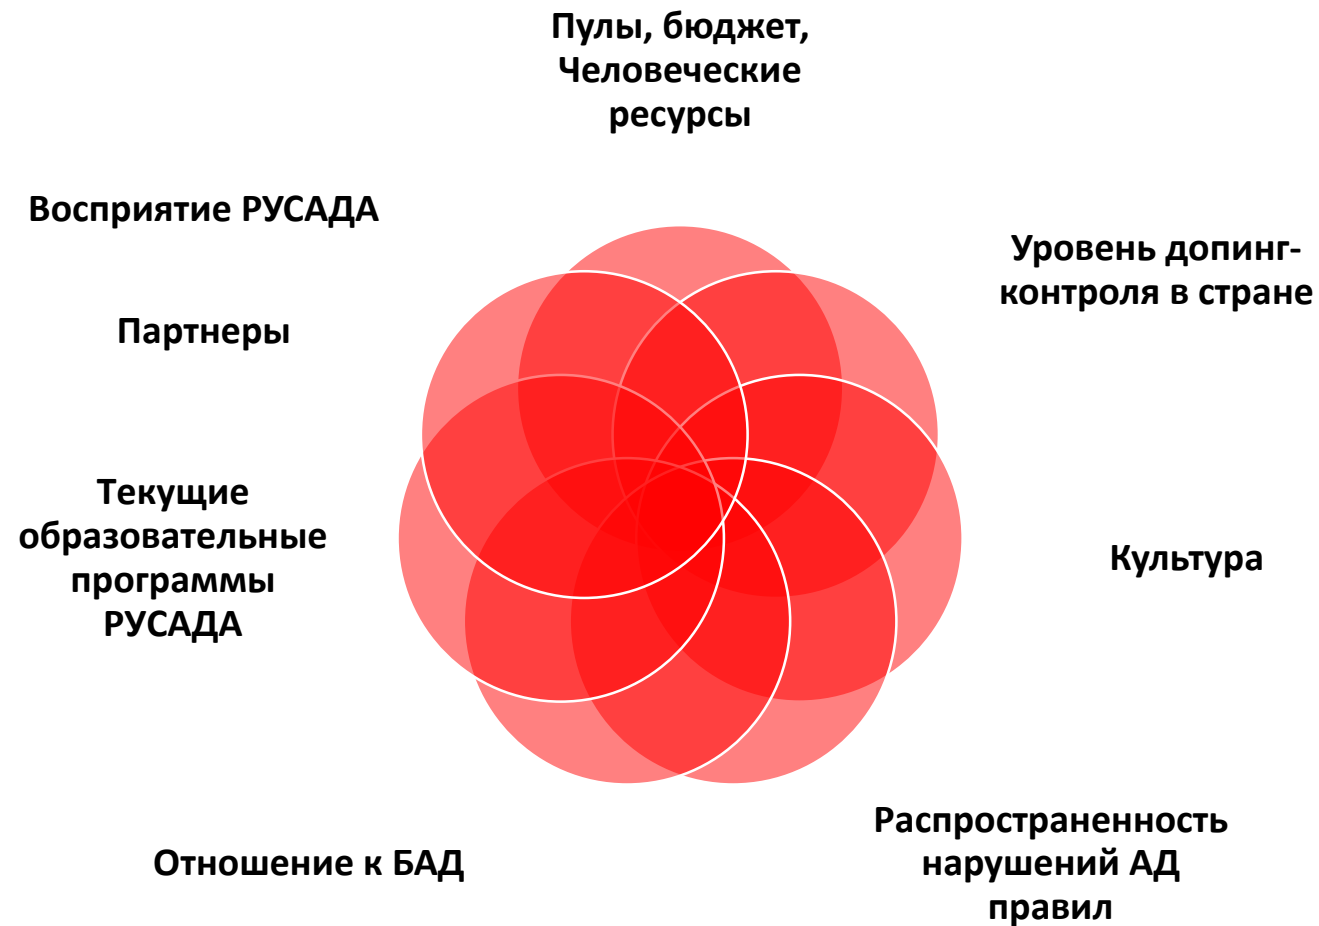 Пулы, бюджет,
Человеческие
ресурсы
Восприятие РУСАДА
Уровень допинг-
контроля в стране
Партнеры
Текущие
образовательные
программы
РУСАДА
Культура
Распространенность
нарушений АД
правил
Отношение к БАД